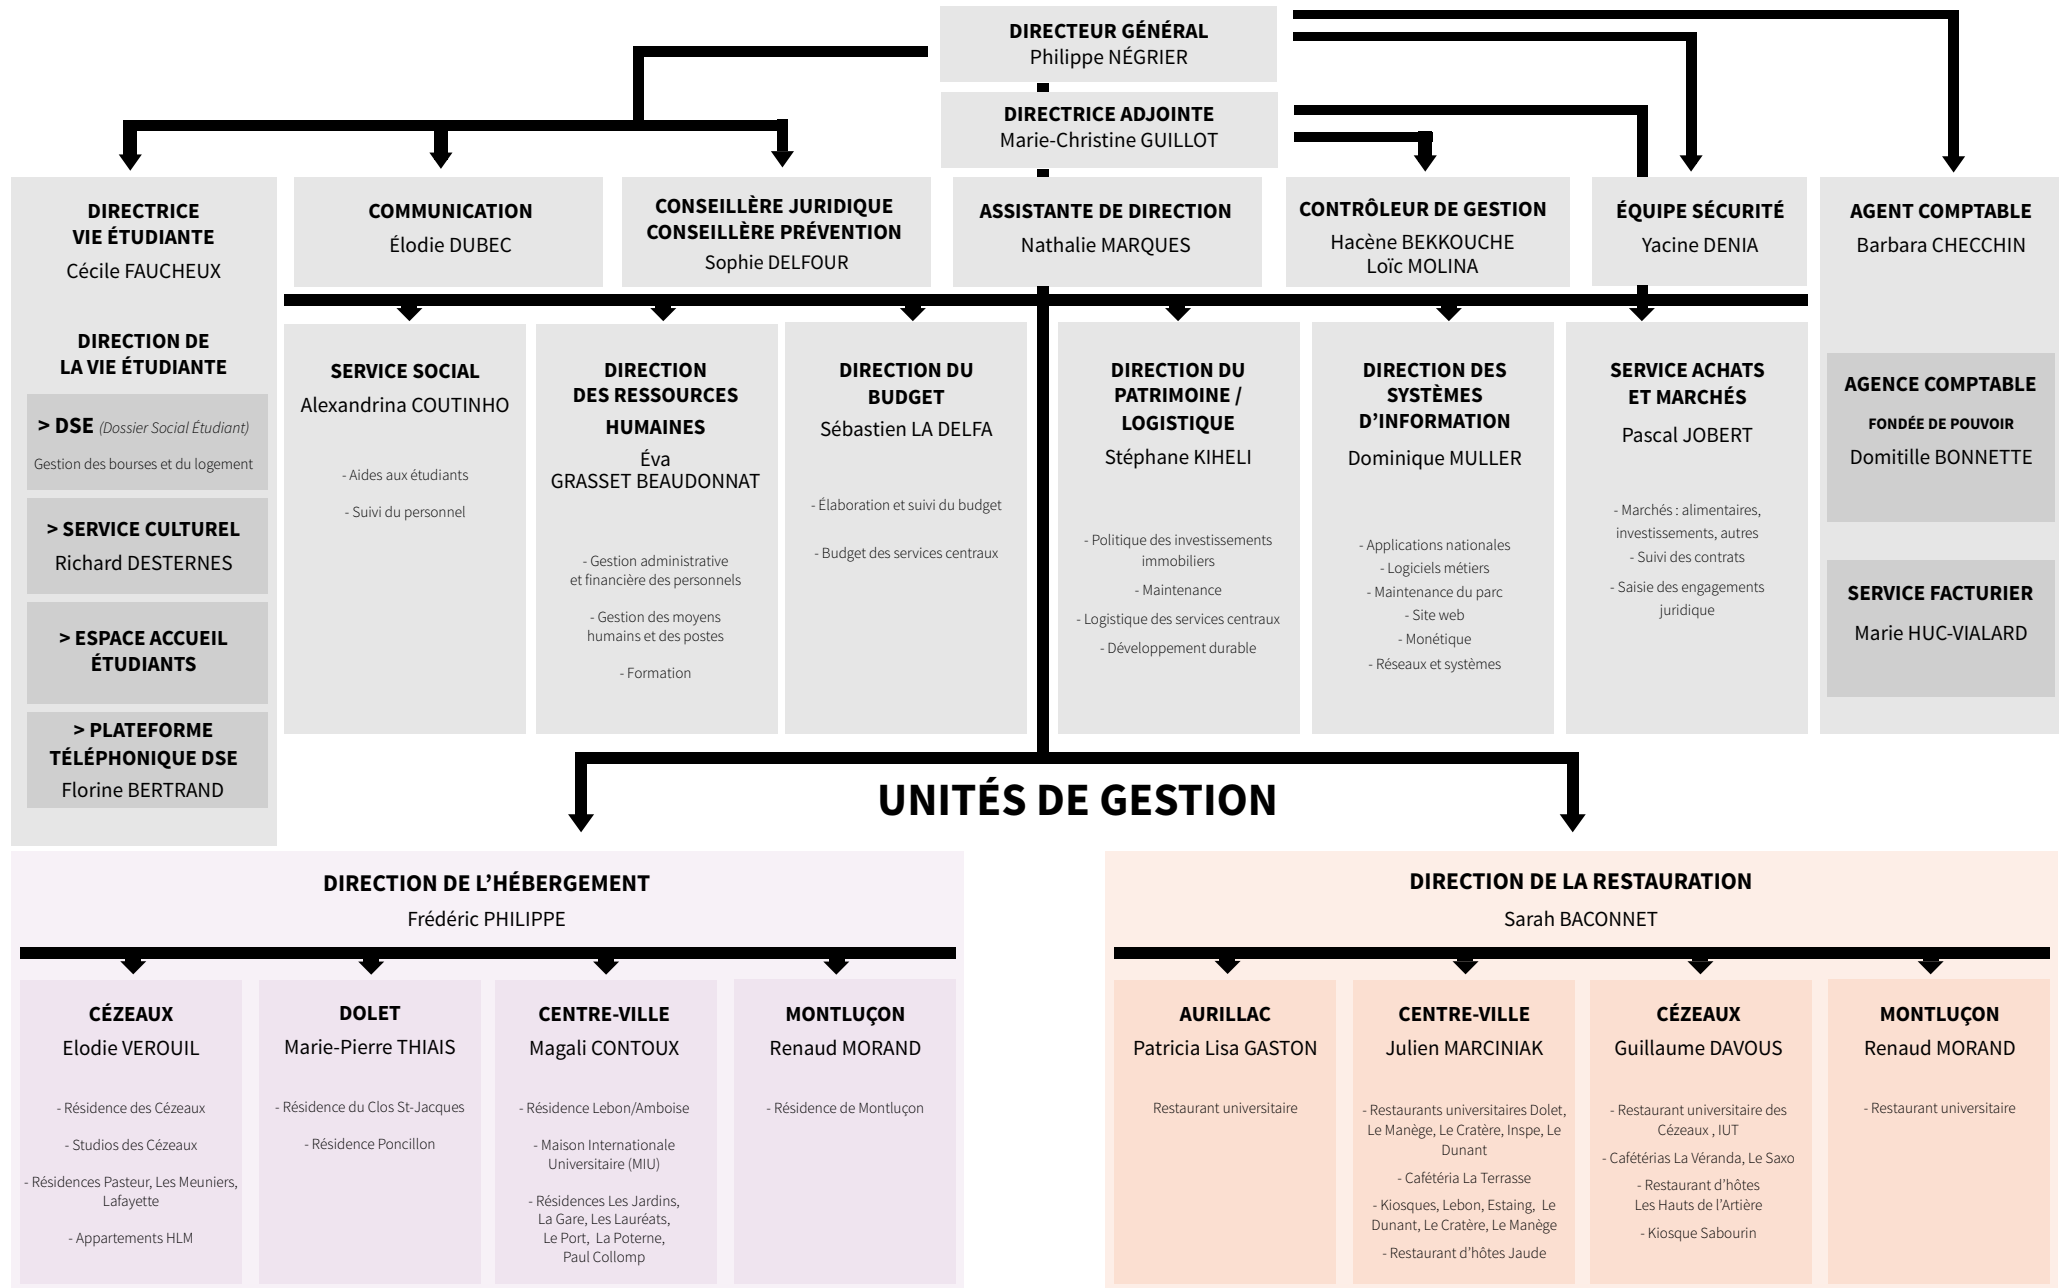 DIRECTEUR GÉNÉRAL
Philippe NÉGRIER
DIRECTRICE ADJOINTE
Marie-Christine GUILLOT
DIRECTRICE
VIE ÉTUDIANTE
Cécile FAUCHEUX
COMMUNICATION
Élodie DUBEC
CONSEILLÈRE JURIDIQUE
CONSEILLÈRE PRÉVENTION
Sophie DELFOUR
ASSISTANTE DE DIRECTION
Nathalie MARQUES
CONTRÔLEUR DE GESTION
Hacène BEKKOUCHE
Loïc MOLINA
ÉQUIPE SÉCURITÉ
Yacine DENIA
AGENT COMPTABLE
Barbara CHECCHIN
DIRECTION DE
LA VIE ÉTUDIANTE
> DSE (Dossier Social Étudiant)
Gestion des bourses et du logement
> SERVICE CULTUREL
Richard DESTERNES
> ESPACE ACCUEIL
ÉTUDIANTS
> PLATEFORME
TÉLÉPHONIQUE DSE
Florine BERTRAND
SERVICE SOCIAL
Alexandrina COUTINHO
- Aides aux étudiants
- Suivi du personnel
DIRECTION
DES RESSOURCES
HUMAINES
Éva
GRASSET BEAUDONNAT
- Gestion administrative
et financière des personnels
- Gestion des moyens
humains et des postes
- Formation
DIRECTION DU
BUDGET
Sébastien LA DELFA
- Élaboration et suivi du budget
- Budget des services centraux
DIRECTION DU
PATRIMOINE /
LOGISTIQUE
Stéphane KIHELI
- Politique des investissements
immobiliers
- Maintenance
- Logistique des services centraux
- Développement durable
DIRECTION DES
SYSTÈMES
D’INFORMATION
Dominique MULLER
- Applications nationales
- Logiciels métiers
- Maintenance du parc
- Site web
- Monétique
- Réseaux et systèmes
SERVICE ACHATS
ET MARCHÉS
Pascal JOBERT
- Marchés : alimentaires,
investissements, autres
- Suivi des contrats
- Saisie des engagements
juridique
AGENCE COMPTABLE
FONDÉE DE POUVOIR
Domitille BONNETTE
SERVICE FACTURIER
Marie HUC-VIALARD
UNITÉS DE GESTION
DIRECTION DE L’HÉBERGEMENT
Frédéric PHILIPPE
CÉZEAUX
Elodie VEROUIL
- Résidence des Cézeaux
- Studios des Cézeaux
- Résidences Pasteur, Les Meuniers,
Lafayette
- Appartements HLM
DOLET
Marie-Pierre THIAIS
- Résidence du Clos St-Jacques
- Résidence Poncillon
CENTRE-VILLE
Magali CONTOUX
- Résidence Lebon/Amboise
- Maison Internationale
Universitaire (MIU)
- Résidences Les Jardins,
La Gare, Les Lauréats,
Le Port, La Poterne,
Paul Collomp
MONTLUÇON
Renaud MORAND
- Résidence de Montluçon
DIRECTION DE LA RESTAURATION
Sarah BACONNET
AURILLAC
Patricia Lisa GASTON
Restaurant universitaire
CENTRE-VILLE
Julien MARCINIAK
- Restaurants universitaires Dolet,
Le Manège, Le Cratère, Inspe, Le
Dunant
- Cafétéria La Terrasse
- Kiosques, Lebon, Estaing, Le
Dunant, Le Cratère, Le Manège
- Restaurant d’hôtes Jaude
CÉZEAUX
Guillaume DAVOUS
- Restaurant universitaire des
Cézeaux , IUT
- Cafétérias La Véranda, Le Saxo
- Restaurant d’hôtes
Les Hauts de l’Artière
- Kiosque Sabourin
MONTLUÇON
Renaud MORAND
- Restaurant universitaire